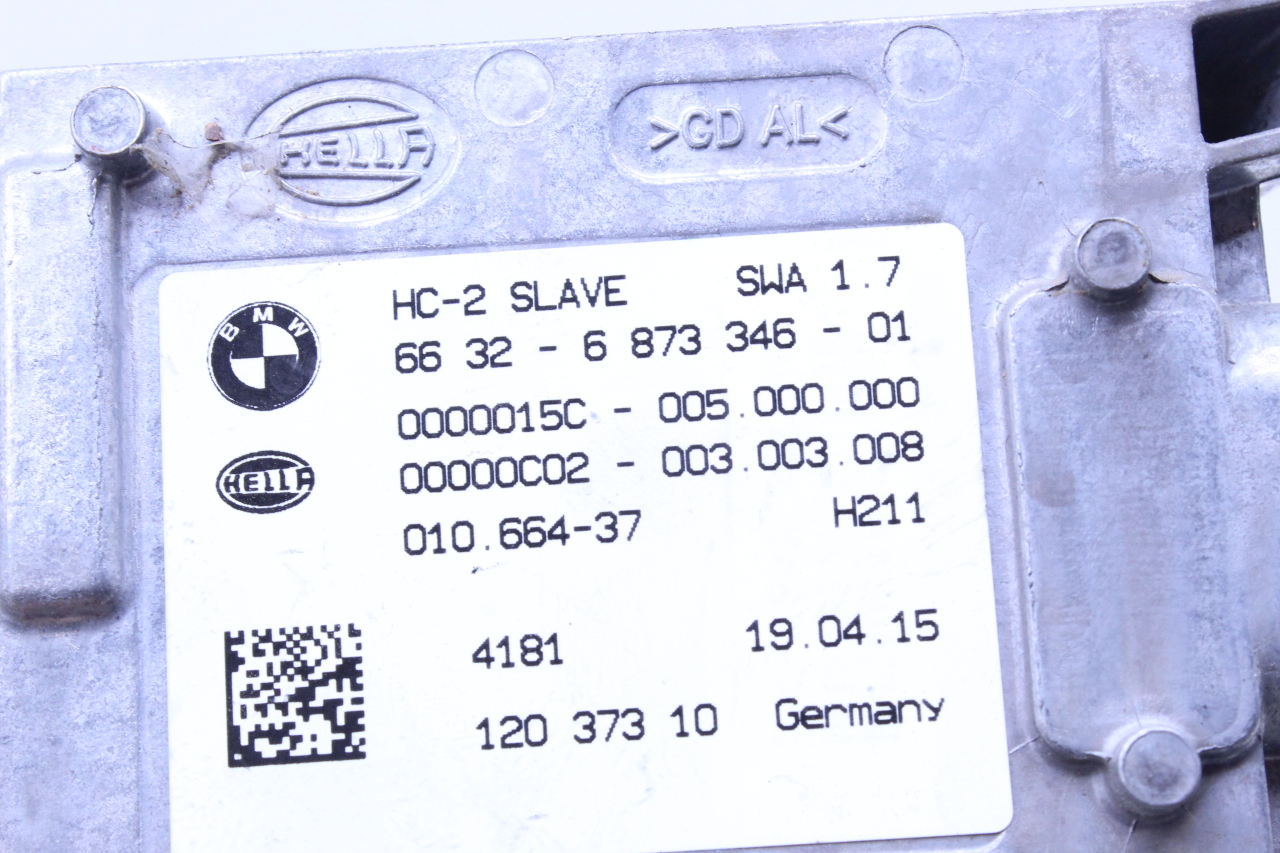 HELLA
>GD AL<
BMW
HC-2 SLAVE SWA 1.7
66 32 - 6 873 346 - 01
0000015C - 005.000.000
HELLA
00000C02 - 003.003.008
010.664-37 H211
4181 19.04.15
120 373 10 Germany